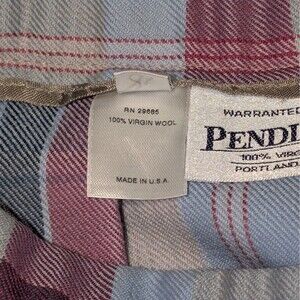 RN 29685
100% VIRGIN WOOL
MADE IN U.S.A.
WARRANTED
PENDL
100% VIRG
PORTLAND